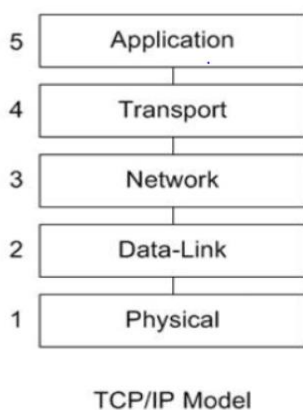 5 Application
4 Transport
3 Network
2 Data-Link
1 Physical
TCP/IP Model